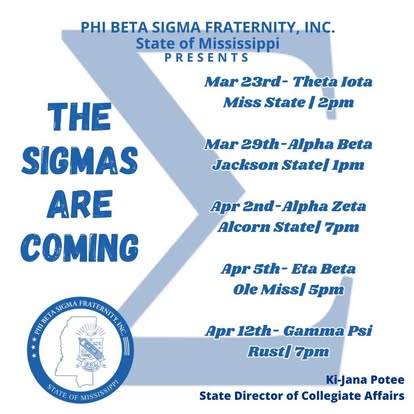 PHI BETA SIGMA FRATERNITY, INC.
State of Mississippi
PRESENTS
THE
SIGMAS
ARE
COMING
Mar 23rd- Theta Iota
Miss State | 2pm
Mar 29th-Alpha Beta
Jackson State| 1pm
Apr 2nd-Alpha Zeta
Alcorn State| 7pm
Apr 5th- Eta Beta
Ole Miss| 5pm
Apr 12th- Gamma Psi
Rust| 7pm
PHI BETA SIGMA FRATERNITY, INC.
STATE OF MISSISSIPPI
Ki-Jana Potee
State Director of Collegiate Affairs